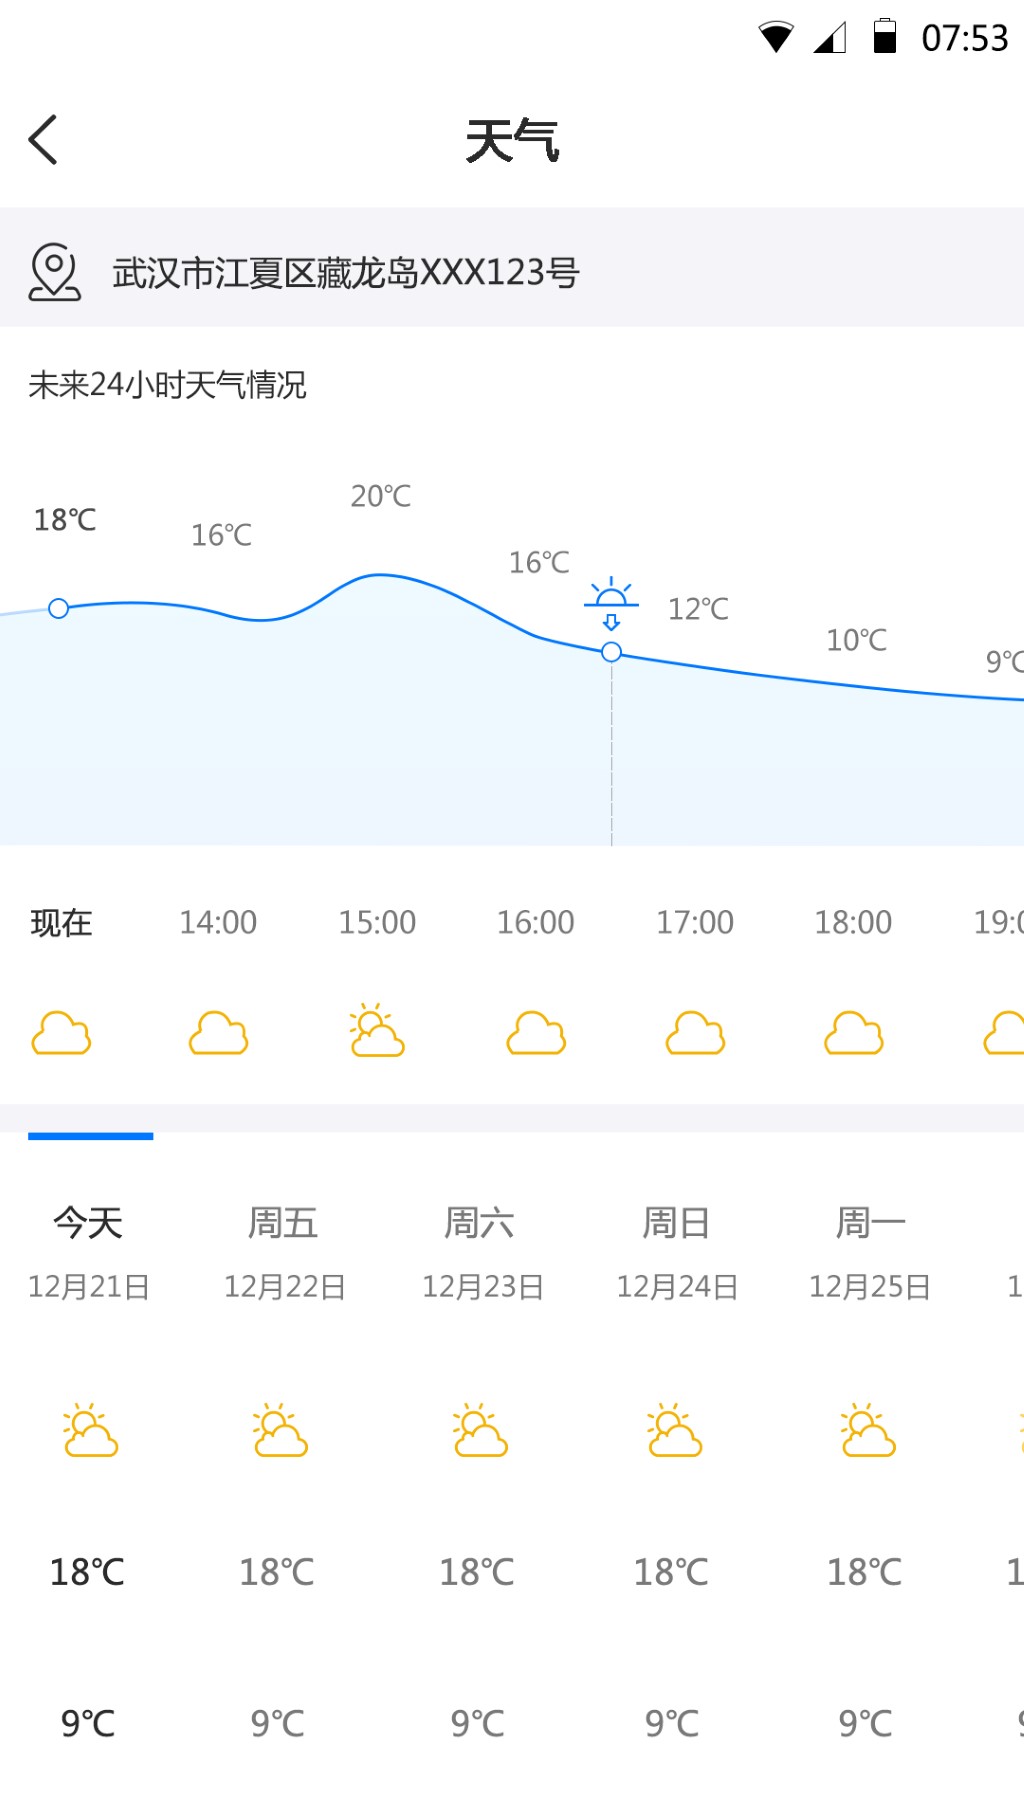 07:53
天气
武汉市江夏区藏龙岛XXX123号
未来24小时天气情况
18℃ 16℃ 20℃ 16℃ 12℃ 10℃ 9℃
现在 14:00 15:00 16:00 17:00 18:00 19:0
今天 周五 周六 周日 周一
12月21日 12月22日 12月23日 12月24日 12月25日 1
18℃ 18℃ 18℃ 18℃ 18℃ 1
9℃ 9℃ 9℃ 9℃ 9℃